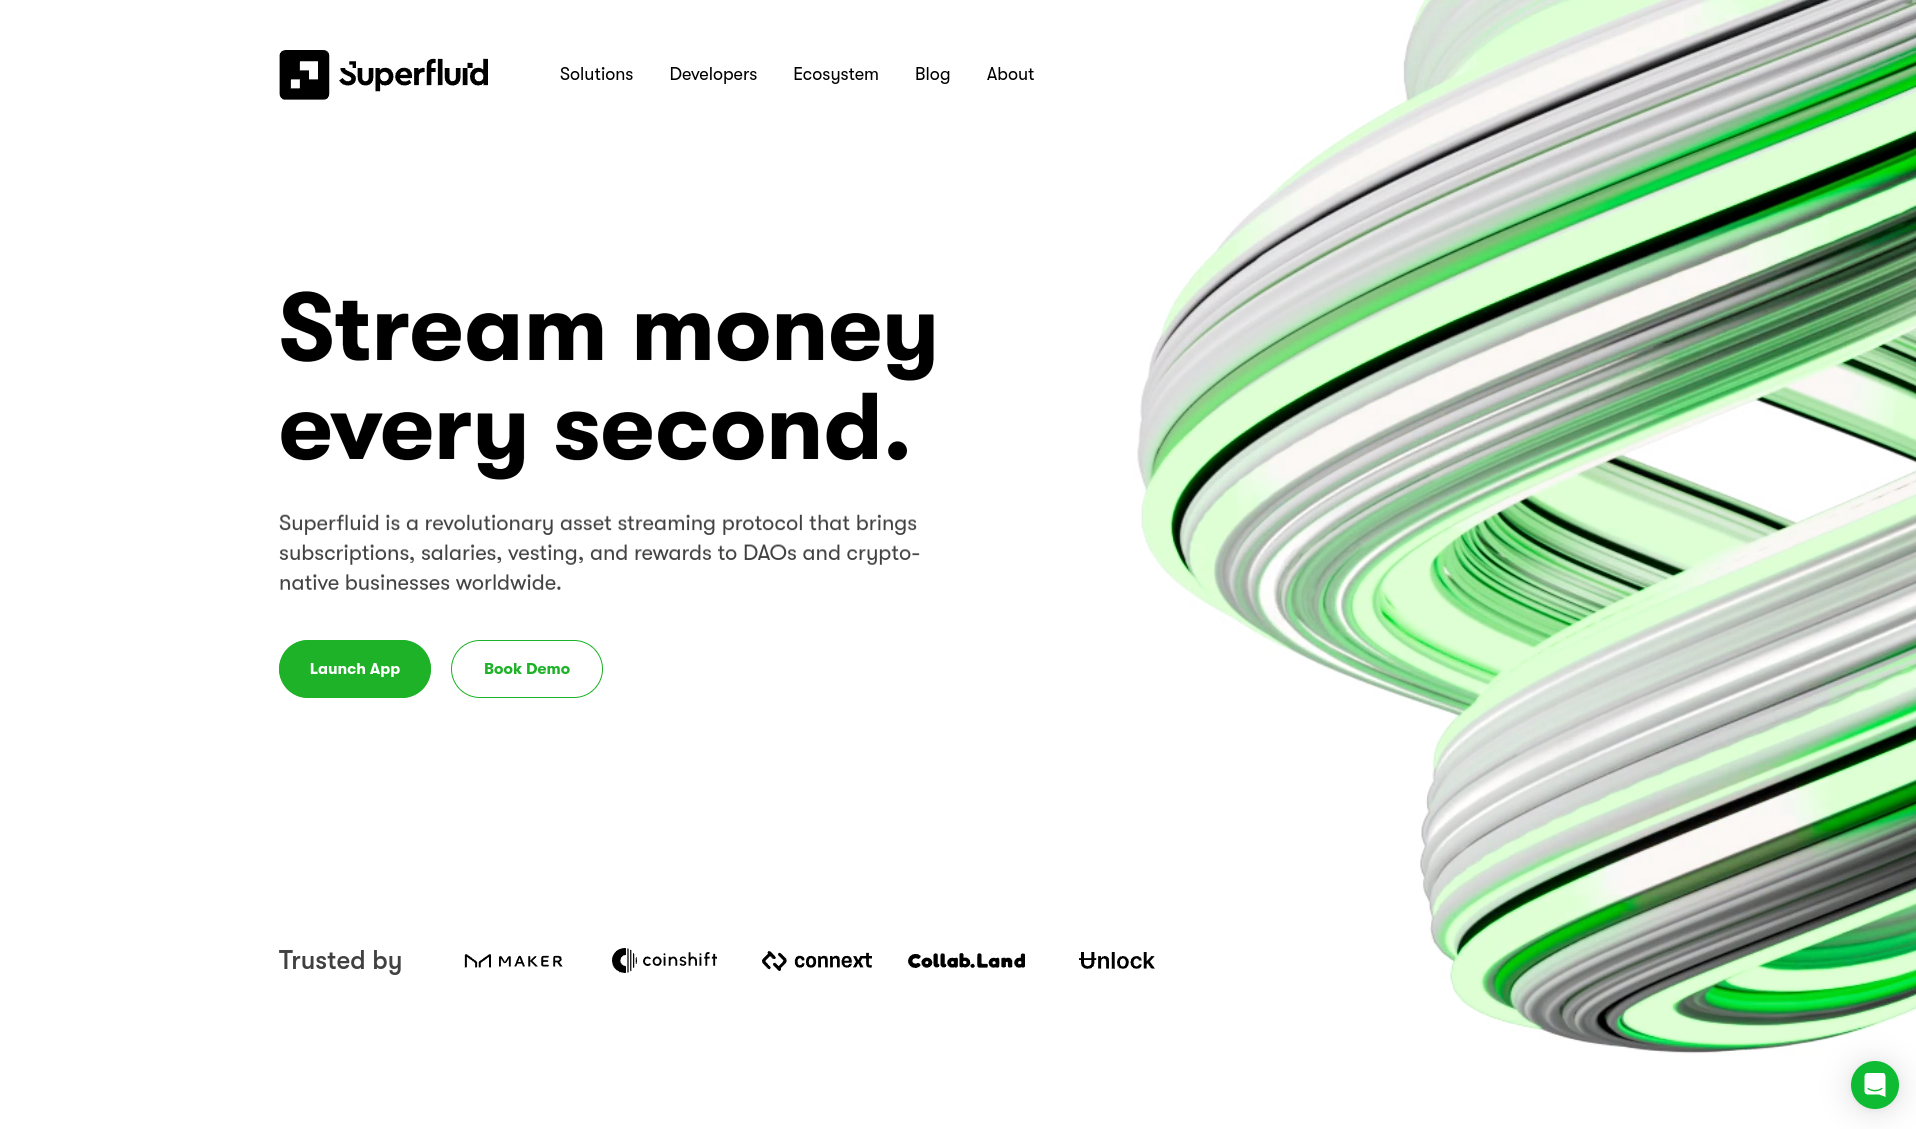 Superfluid
Solutions
Developers
Ecosystem
Blog
About
Stream money
every second.
Superfluid is a revolutionary asset streaming protocol that brings
subscriptions, salaries, vesting, and rewards to DAOs and crypto-
native businesses worldwide.
Launch App
Book Demo
Trusted by
MAKER
coinshift
connext
Collab.Land
Unlock